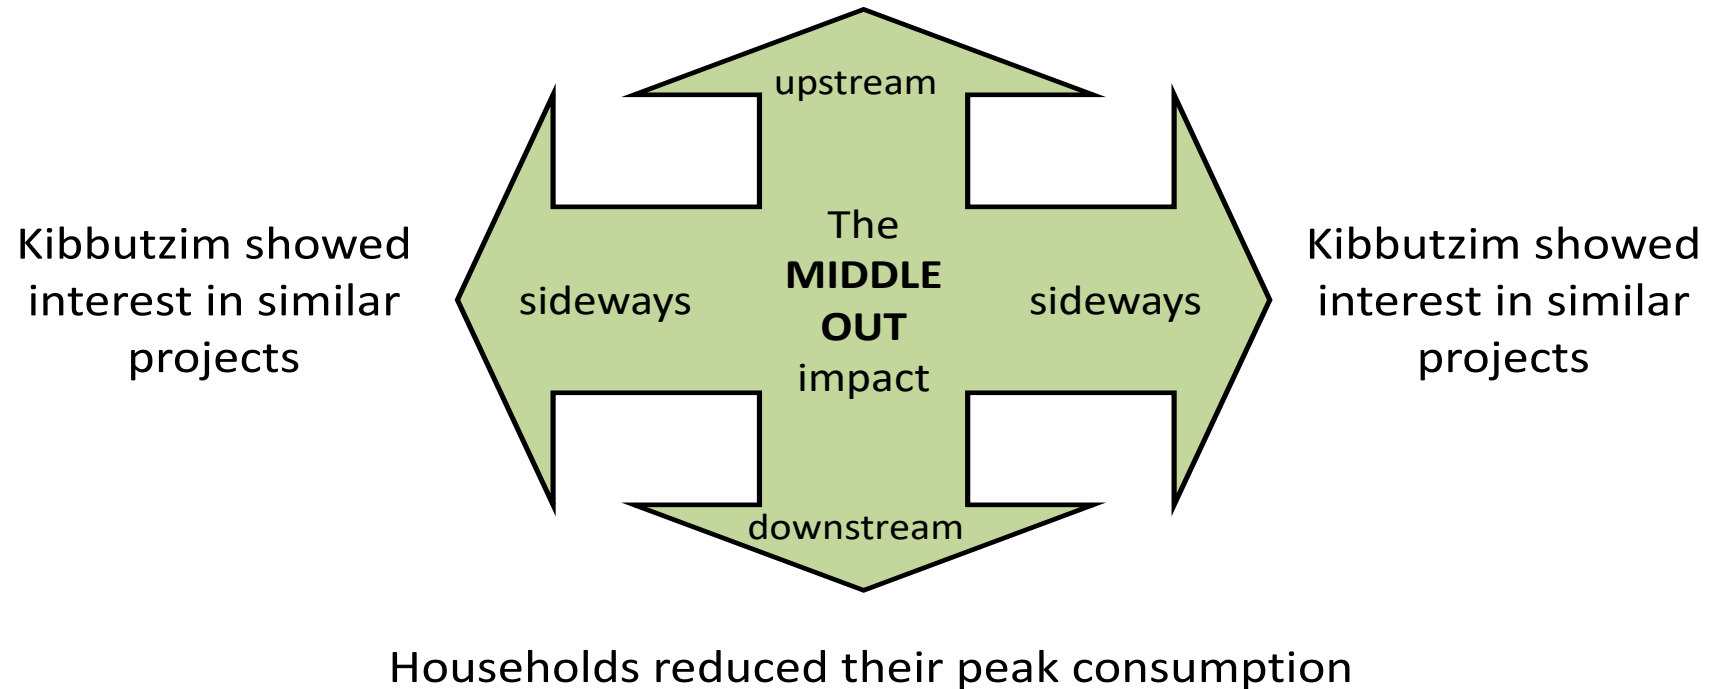 upstream
Kibbutzim showed
interest in similar
projects
sideways
The
MIDDLE
OUT
impact
sideways
Kibbutzim showed
interest in similar
projects
downstream
Households reduced their peak consumption